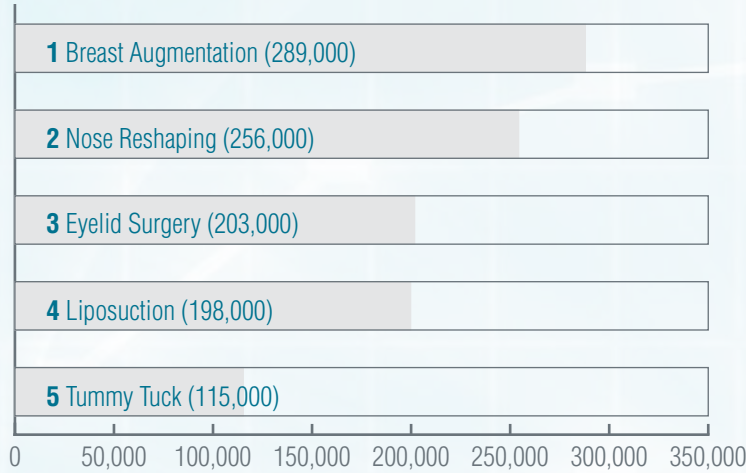 1 Breast Augmentation (289,000)
2 Nose Reshaping (256,000)
3 Eyelid Surgery (203,000)
4 Liposuction (198,000)
5 Tummy Tuck (115,000)
0 50,000 100,000 150,000 200,000 250,000 300,000 350,000